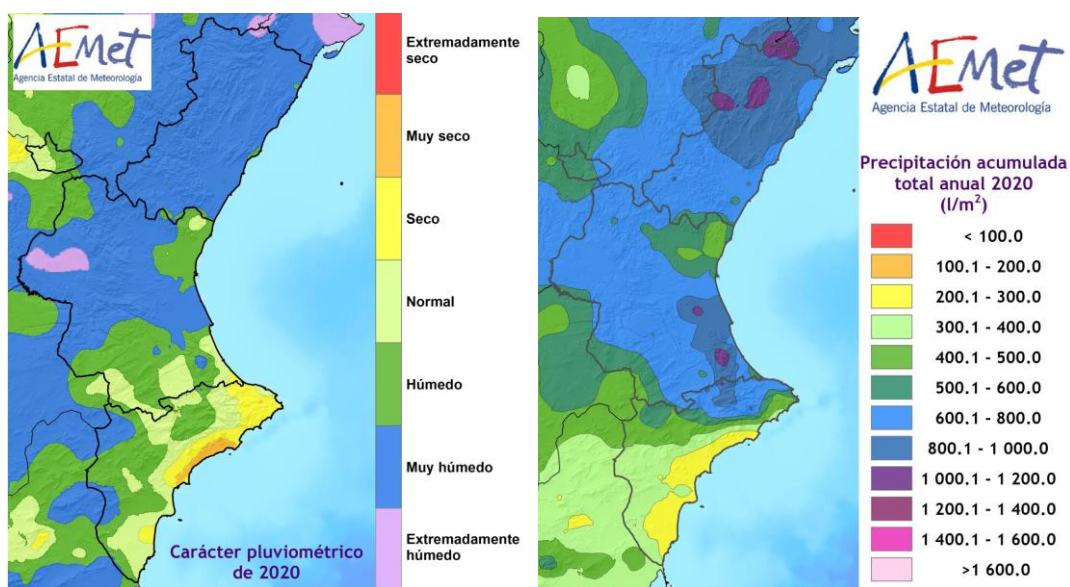 AEMet
Agencia Estatal de Meteorología
Extremadamente
seco
Muy seco
Seco
Normal
Húmedo
Muy húmedo
Extremadamente
húmedo
Carácter pluviométrico
de 2020
AEMet
Agencia Estatal de Meteorología
Precipitación acumulada
total anual 2020
(l/m²)
< 100.0
100.1 - 200.0
200.1 - 300.0
300.1 - 400.0
400.1 - 500.0
500.1 - 600.0
600.1 - 800.0
800.1 - 1 000.0
1 000.1 - 1 200.0
1 200.1 - 1 400.0
1 400.1 - 1 600.0
>1 600.0